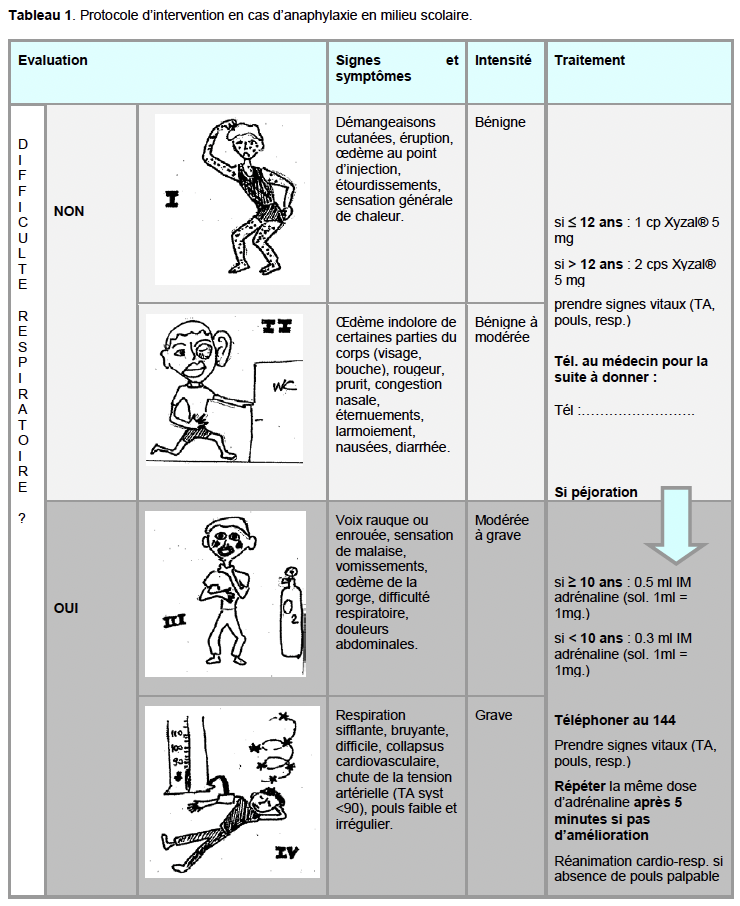 Tableau 1. Protocole d'intervention en cas d'anaphylaxie en milieu scolaire.
Evaluation
Signes et
symptômes
Intensité
Traitement
D
I
F
F
I
C
U
L
T
E
R
E
S
P
I
R
A
T
O
I
R
E
?
NON
I
Démangeaisons
cutanées, éruption,
œdème au point
d'injection,
étourdissements,
sensation générale
de chaleur.
Bénigne
si ≤ 12 ans : 1 cp Xyzal® 5
mg
si > 12 ans : 2 cps Xyzal®
5 mg
prendre signes vitaux (TA,
pouls, resp.)
Tél. au médecin pour la
suite à donner :
Tél :........................
Si péjoration
II
WC
Œdème indolore de
certaines parties du
corps (visage,
bouche), rougeur,
prurit, congestion
nasale,
éternuements,
larmoiement,
nausées, diarrhée.
Bénigne à
modérée
OUI
III
O2
Voix rauque ou
enrouée, sensation
de malaise,
vomissements,
œdème de la
gorge, difficulté
respiratoire,
douleurs
abdominales.
Modérée
à grave
si ≥ 10 ans : 0.5 ml IM
adrénaline (sol. 1ml =
1mg.)
si < 10 ans : 0.3 ml IM
adrénaline (sol. 1ml =
1mg.)
110
100
90
IV
Respiration
sifflante, bruyante,
difficile, collapsus
cardiovasculaire,
chute de la tension
artérielle (TA syst
<90), pouls faible et
irrégulier.
Grave
Téléphoner au 144
Prendre signes vitaux (TA,
pouls, resp.)
Répéter la même dose
d'adrénaline après 5
minutes si pas
d'amélioration
Réanimation cardio-resp. si
absence de pouls palpable